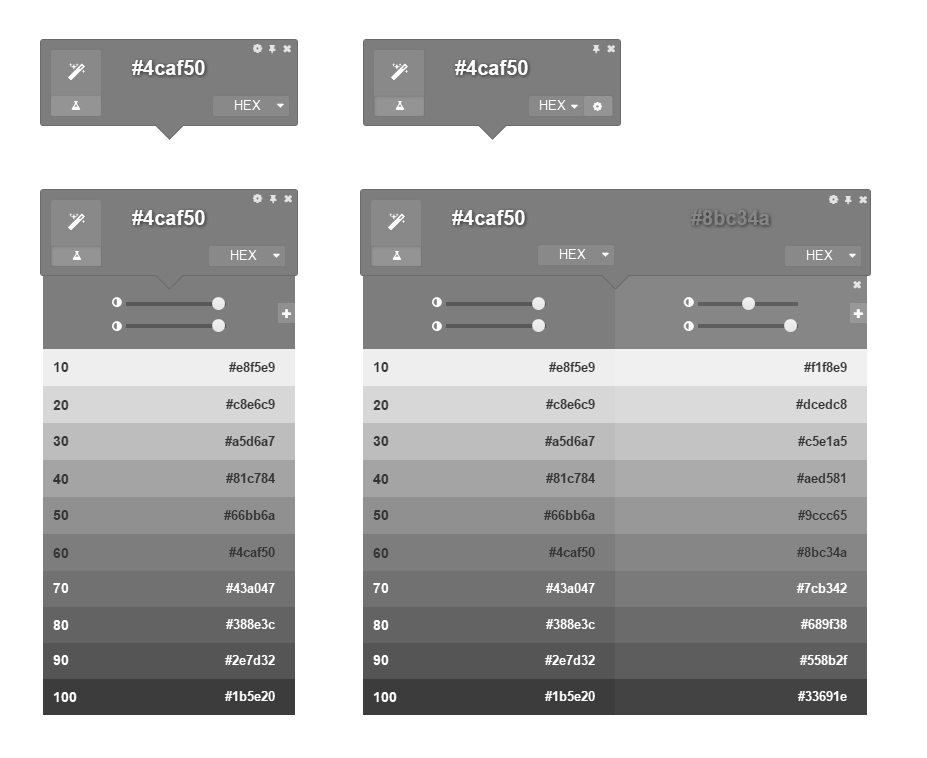 #4caf50
HEX
#4caf50
HEX
#4caf50
HEX
10 #e8f5e9
20 #c8e6c9
30 #a5d6a7
40 #81c784
50 #66bb6a
60 #4caf50
70 #43a047
80 #388e3c
90 #2e7d32
100 #1b5e20
#4caf50 #8bc34a
HEX HEX
10 #e8f5e9 #f1f8e9
20 #c8e6c9 #dcedc8
30 #a5d6a7 #c5e1a5
40 #81c784 #aed581
50 #66bb6a #9ccc65
60 #4caf50 #8bc34a
70 #43a047 #7cb342
80 #388e3c #689f38
90 #2e7d32 #558b2f
100 #1b5e20 #33691e